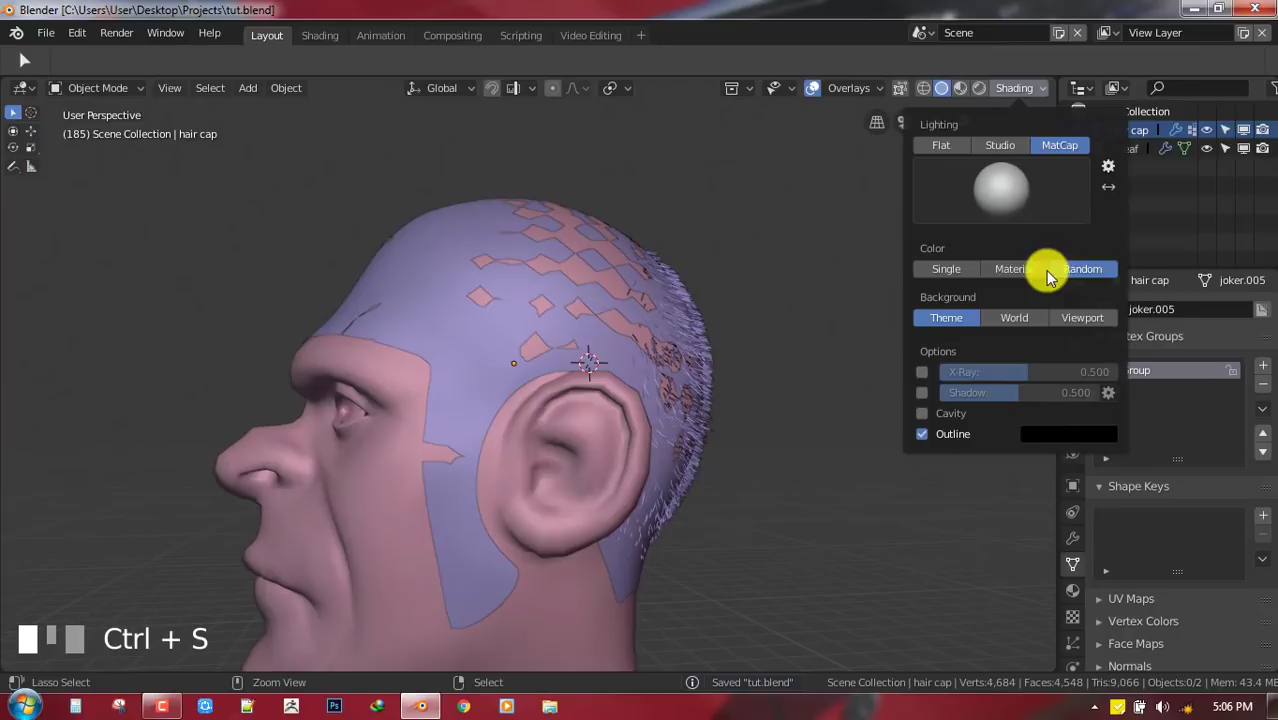 Blender [C:\Users\User\Desktop\Projects\tut.blend]
File Edit Render Window Help Layout Shading Animation Compositing Scripting Video Editing + Scene View Layer
Object Mode View Select Add Object Global Overlays Shading
User Perspective
(185) Scene Collection | hair cap
Collection
cap
eaf
Lighting
Flat Studio MatCap
Color
Single Materi Random
hair cap joker.005
Background
joker.005
Theme World Viewport
ertex Groups
Options
X-Ray: 0.500
roup
Shadow: 0.500
Cavity
Outline
Shape Keys
UV Maps
Vertex Colors
Face Maps
Normals
Ctrl + S
Lasso Select Zoom View Select Saved "tut.blend" Scene Collection | hair cap | Verts:4,684 | Faces:4,548 | Tris:9,066 | Objects:0/2 | Mem: 43.4 M
5:06 PM